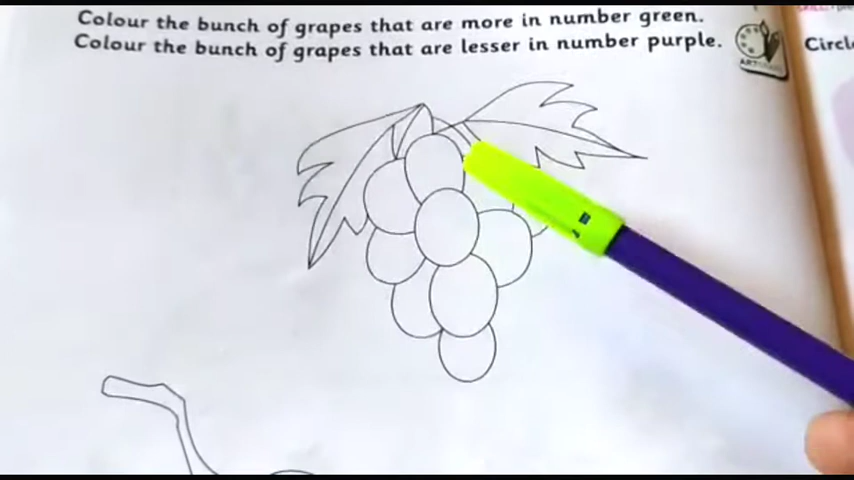 Colour the bunch of grapes that are more in number green.
Colour the bunch of grapes that are lesser in number purple.
Circle